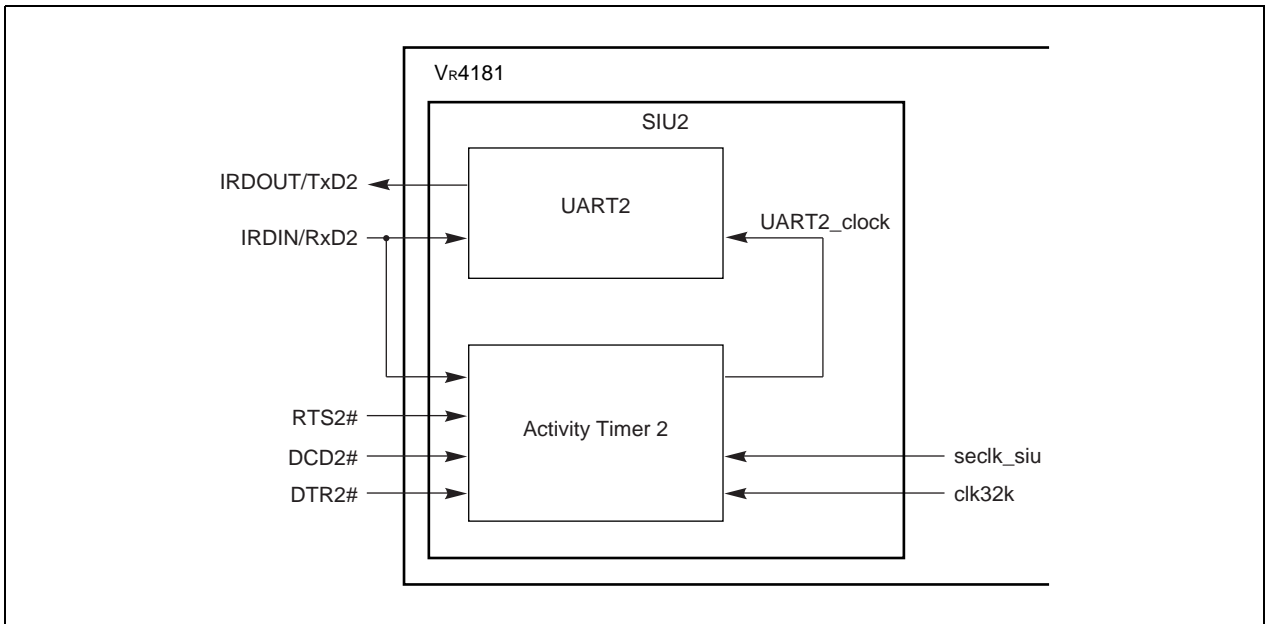 VR4181
SIU2
IRDOUT/TxD2
UART2
UART2_clock
IRDIN/RxD2
RTS2#
Activity Timer 2
DCD2#
seclk_siu
DTR2#
clk32k